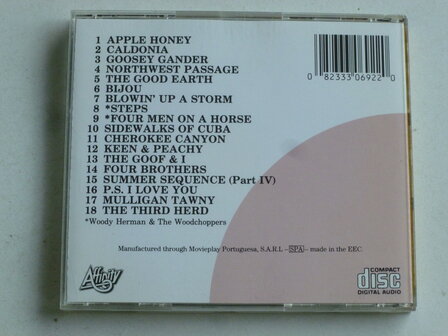 1 APPLE HONEY
2 CALDONIA
3 GOOSEY GANDER
4 NORTHWEST PASSAGE
5 THE GOOD EARTH
6 BIJOU
7 BLOWIN' UP A STORM
8 *STEPS
9 *FOUR MEN ON A HORSE
10 SIDEWALKS OF CUBA
11 CHEROKEE CANYON
12 KEEN & PEACHY
13 THE GOOF & I
14 FOUR BROTHERS
15 SUMMER SEQUENCE (Part IV)
16 P.S. I LOVE YOU
17 MULLIGAN TAWNY
18 THE THIRD HERD
*Woody Herman & The Woodchoppers
0 82333 06922 0
Manufactured through Movieplay Portuguesa, S.A.R.L – SPA – made in the EEC.
Affinity
COMPACT
disc
DIGITAL AUDIO